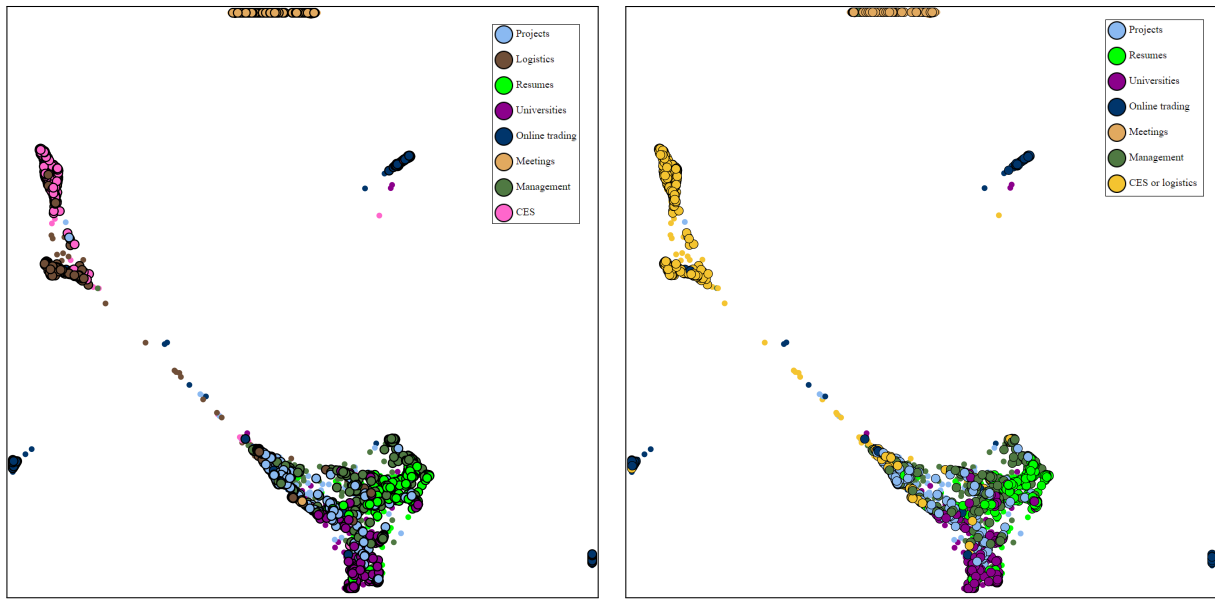 Projects
Logistics
Resumes
Universities
Online trading
Meetings
Management
CES
Projects
Resumes
Universities
Online trading
Meetings
Management
CES or logistics